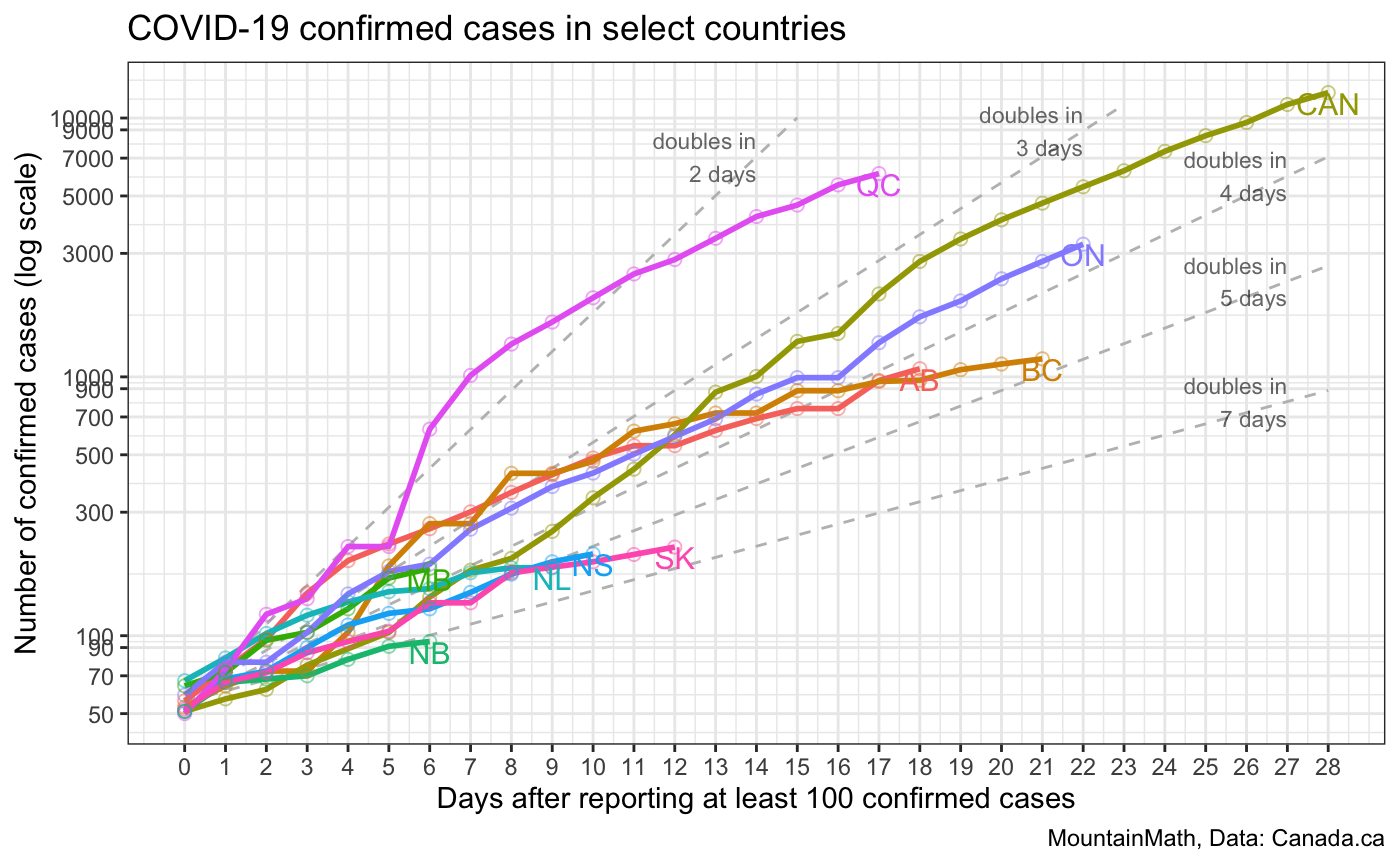 COVID-19 confirmed cases in select countries
Number of confirmed cases (log scale)
10000
9000
7000
5000
3000
1000
900
700
500
300
100
90
70
50
doubles in
2 days
doubles in
3 days
doubles in
4 days
doubles in
5 days
doubles in
7 days
CAN
QC
ON
BC
AB
SK
NS
NL
MB
NB
0 1 2 3 4 5 6 7 8 9 10 11 12 13 14 15 16 17 18 19 20 21 22 23 24 25 26 27 28
Days after reporting at least 100 confirmed cases
MountainMath, Data: Canada.ca